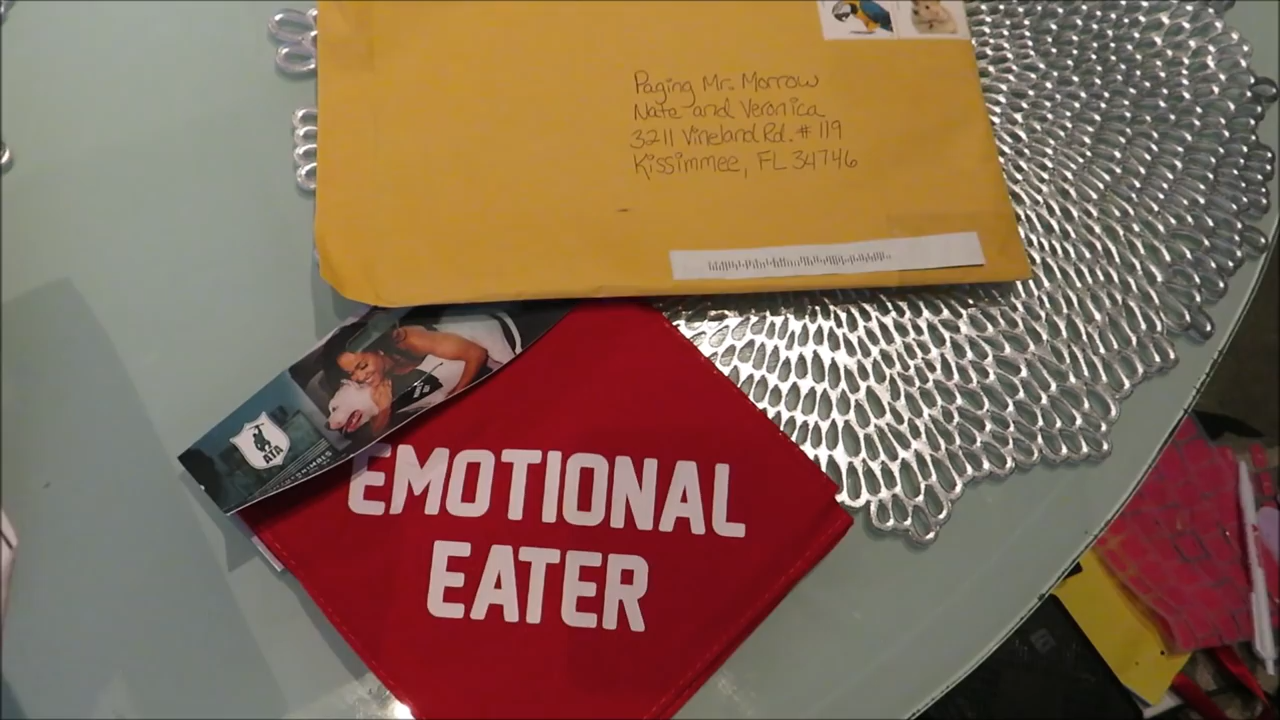 Paging Mr. Morrow
Nate and Veronica
3211 Vineland Rd. # 119
Kissimmee, FL 34746
ATA
EMOTIONAL
EATER